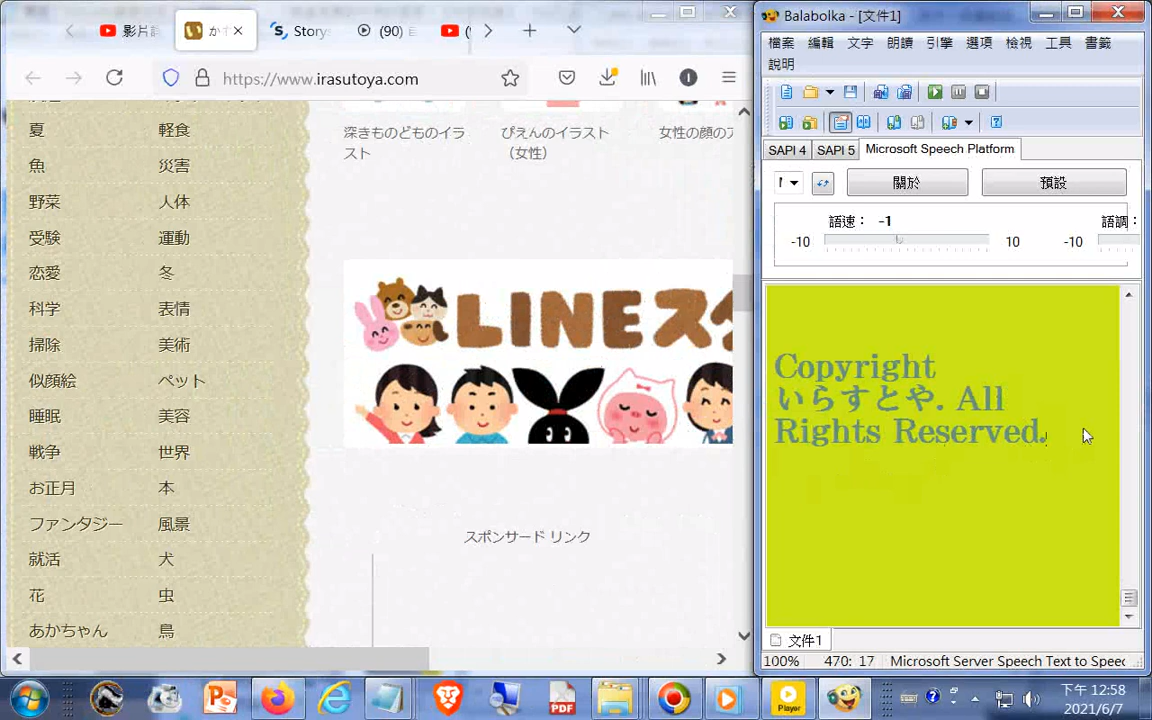 影片
か
Story
(90)
https://www.irasutoya.com
夏 軽食
魚 災害
野菜 人体
受験 運動
恋愛 冬
科学 表情
掃除 美術
似顔絵 ペット
睡眠 美容
戦争 世界
お正月 本
ファンタジー 風景
就活 犬
花 虫
あかちゃん 鳥
深きものどものイラ
スト
ぴえんのイラスト
(女性)
女性の顔の
LINEスタ
スポンサード リンク
Balabolka - [文件1]
檔案 編輯 文字 朗讀 引擎 選項 檢視 工具 書籤
說明
SAPI 4 SAPI 5 Microsoft Speech Platform
關於 預設
語速： -1 語調：
-10 10 -10
Copyright
いらすとや. All
Rights Reserved.
文件1
100% 470: 17 Microsoft Server Speech Text to Speec
PDF
Player
下午 12:58
2021/6/7